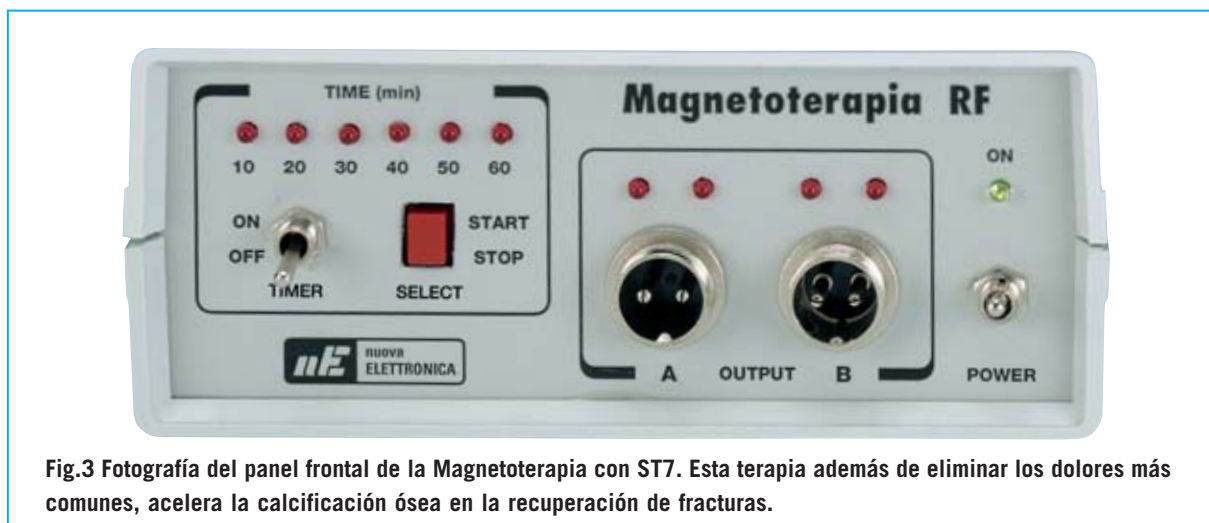 TIME (min)
10 20 30 40 50 60
ON
OFF
TIMER
START
STOP
SELECT
nE nuova
ELETTRONICA
Magnetoterapia RF
ON
A OUTPUT B
POWER
Fig.3 Fotografía del panel frontal de la Magnetoterapia con ST7. Esta terapia además de eliminar los dolores más
comunes, acelera la calcificación ósea en la recuperación de fracturas.